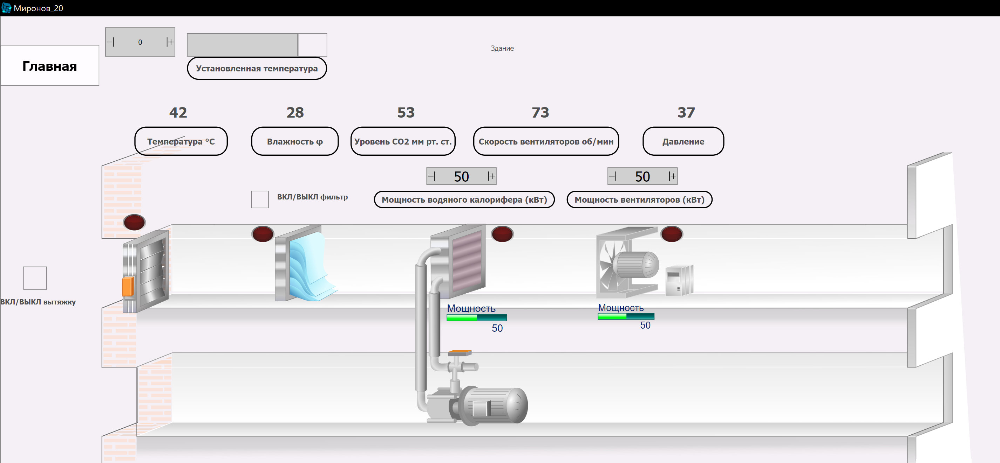 Миронов_20
−| 0 |+
Здание
Главная
Установленная температура
42 28 53 73 37
Температура °C Влажность φ Уровень CO2 мм рт. ст. Скорость вентиляторов об/мин Давление
−| 50 |+ −| 50 |+
ВКЛ/ВЫКЛ фильтр Мощность водяного калорифера (кВт) Мощность вентиляторов (кВт)
ВКЛ/ВЫКЛ вытяжку
Мощность Мощность
50 50